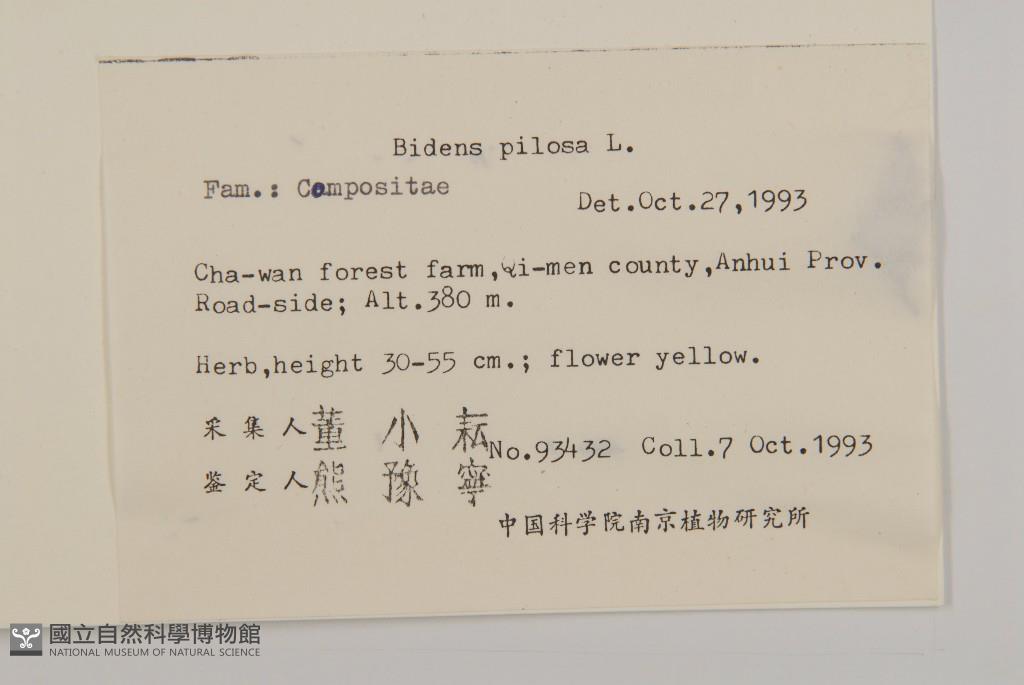 Bidens pilosa L.
Fam.: Compositae
Det.Oct.27,1993
Cha-wan forest farm,Qi-men county,Anhui Prov.
Road-side; Alt.380 m.
Herb,height 30-55 cm.; flower yellow.
采集人 董小耘 No.93432 Coll.7 Oct.1993
鉴定人 熊豫寧
中国科学院南京植物研究所
國立自然科學博物館
NATIONAL MUSEUM OF NATURAL SCIENCE